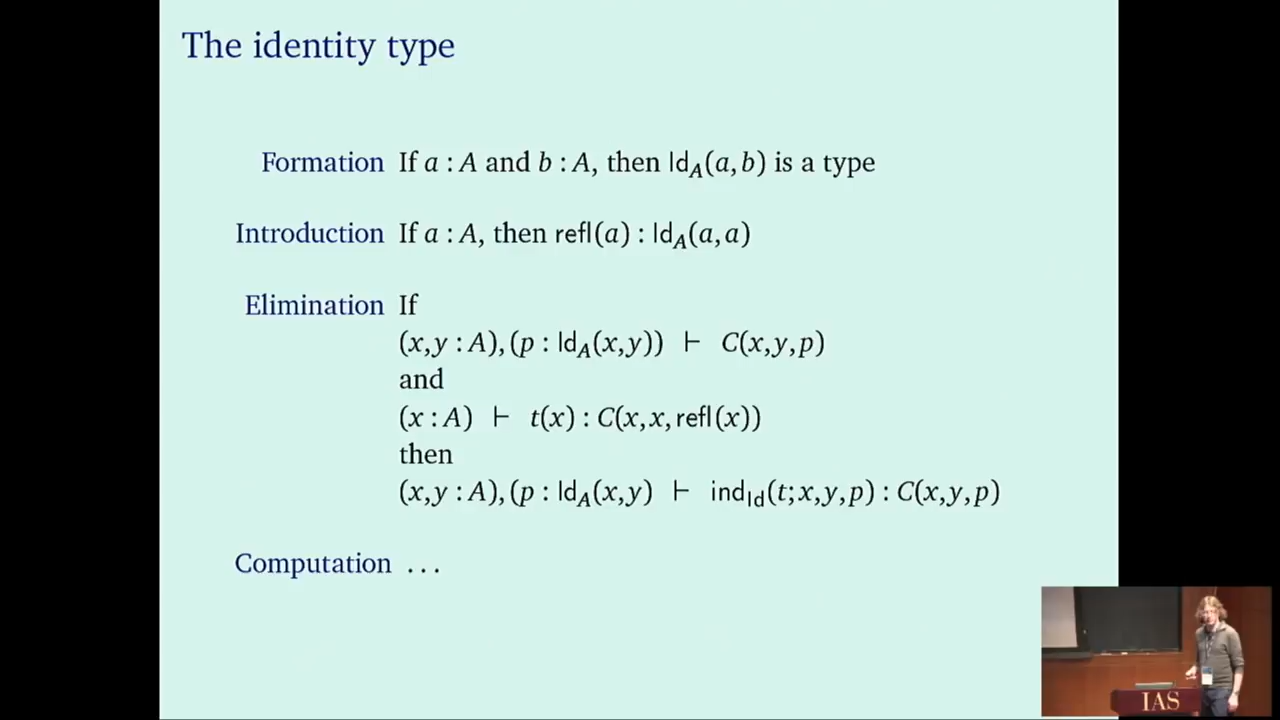 The identity type
Formation If a : A and b : A, then Id_A(a, b) is a type
Introduction If a : A, then refl(a) : Id_A(a, a)
Elimination If
(x,y : A), (p : Id_A(x,y)) ⊢ C(x,y,p)
and
(x : A) ⊢ t(x) : C(x,x,refl(x))
then
(x,y : A), (p : Id_A(x,y) ⊢ ind_Id(t;x,y,p) : C(x,y,p)
Computation ...
IAS